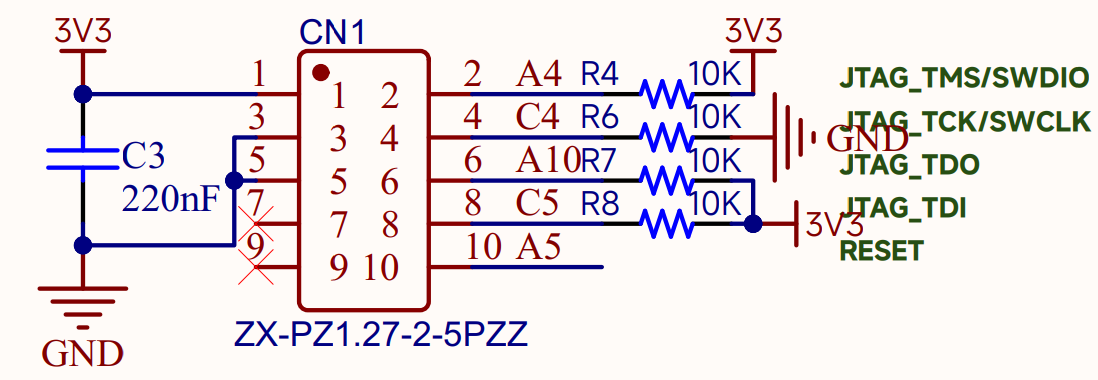 3V3 CN1 3V3
1 2 A4 R4 10K JTAG_TMS/SWDIO
1 2
3 4 C4 R6 10K JTAG_TCK/SWCLK
3 4 GND
5 6 A10 R7 10K JTAG_TDO
C3 5 6
220nF 7 8 C5 R8 10K JTAG_TDI
7 8 3V3
9 10 A5 RESET
9 10
ZX-PZ1.27-2-5PZZ
GND